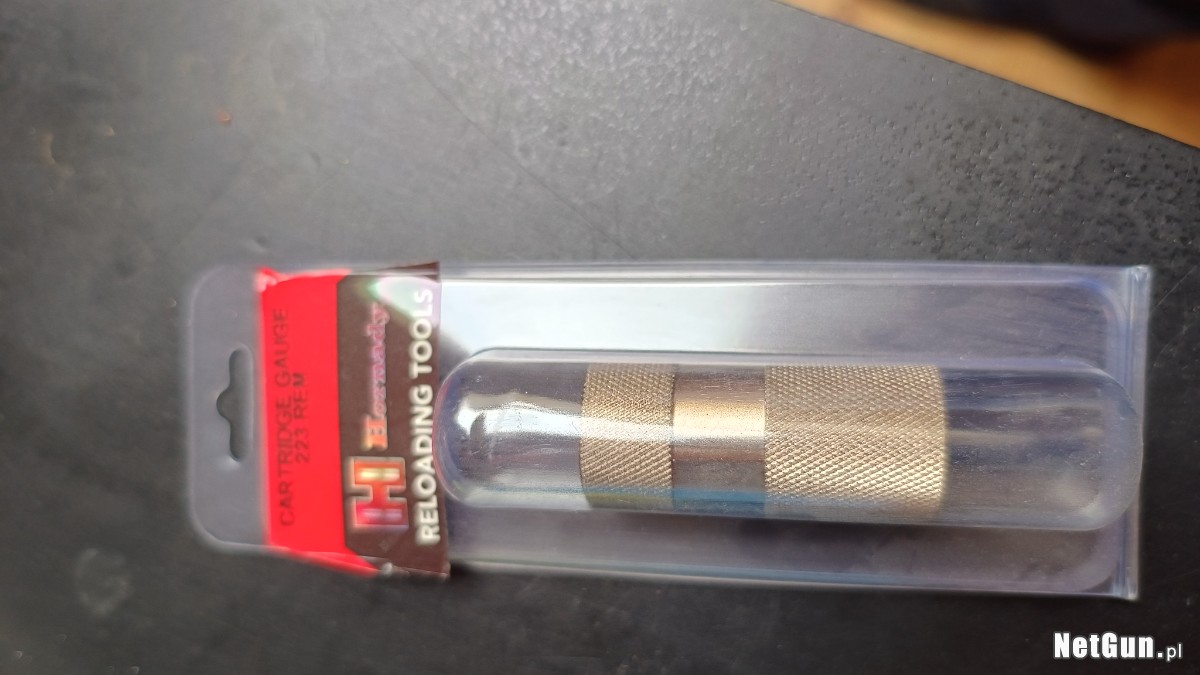 CARTRIDGE GAUGE
223 REM
H Hornady
RELOADING TOOLS
NetGun.pl